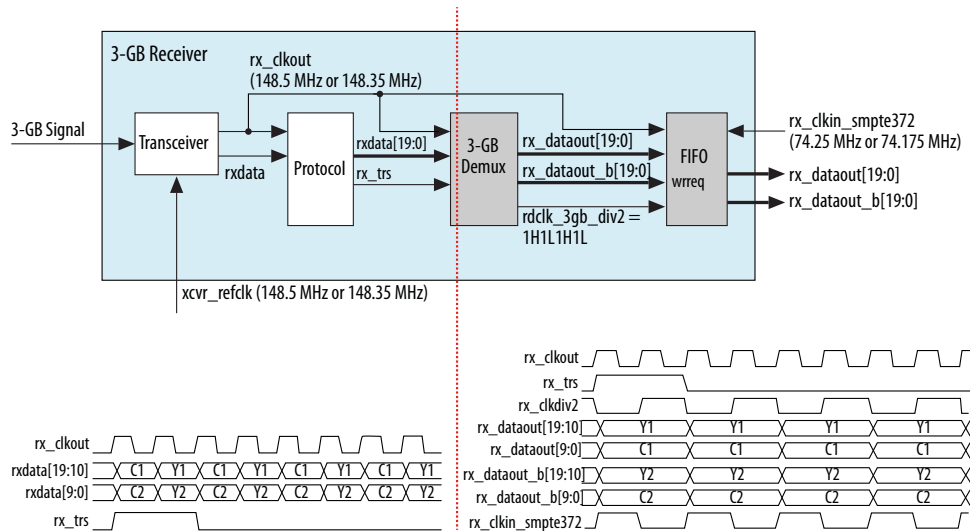 3-GB Receiver
rx_clkout
(148.5 MHz or 148.35 MHz)
3-GB Signal
Transceiver
rxdata
Protocol
rxdata[19:0]
rx_trs
3-GB
Demux
rx_dataout[19:0]
rx_dataout_b[19:0]
rdclk_3gb_div2 =
1H1L1H1L
FIFO
wrreq
rx_clkin_smpte372
(74.25 MHz or 74.175 MHz)
rx_dataout[19:0]
rx_dataout_b[19:0]
xcvr_refclk (148.5 MHz or 148.35 MHz)
rx_clkout
rxdata[19:10] C1 Y1 C1 Y1 C1 Y1 C1 Y1
rxdata[9:0] C2 Y2 C2 Y2 C2 Y2 C2 Y2
rx_trs
rx_clkout
rx_trs
rx_clkdiv2
rx_dataout[19:10] Y1 Y1 Y1 Y1
rx_dataout[9:0] C1 C1 C1 C1
rx_dataout_b[19:10] Y2 Y2 Y2 Y2
rx_dataout_b[9:0] C2 C2 C2 C2
rx_clkin_smpte372